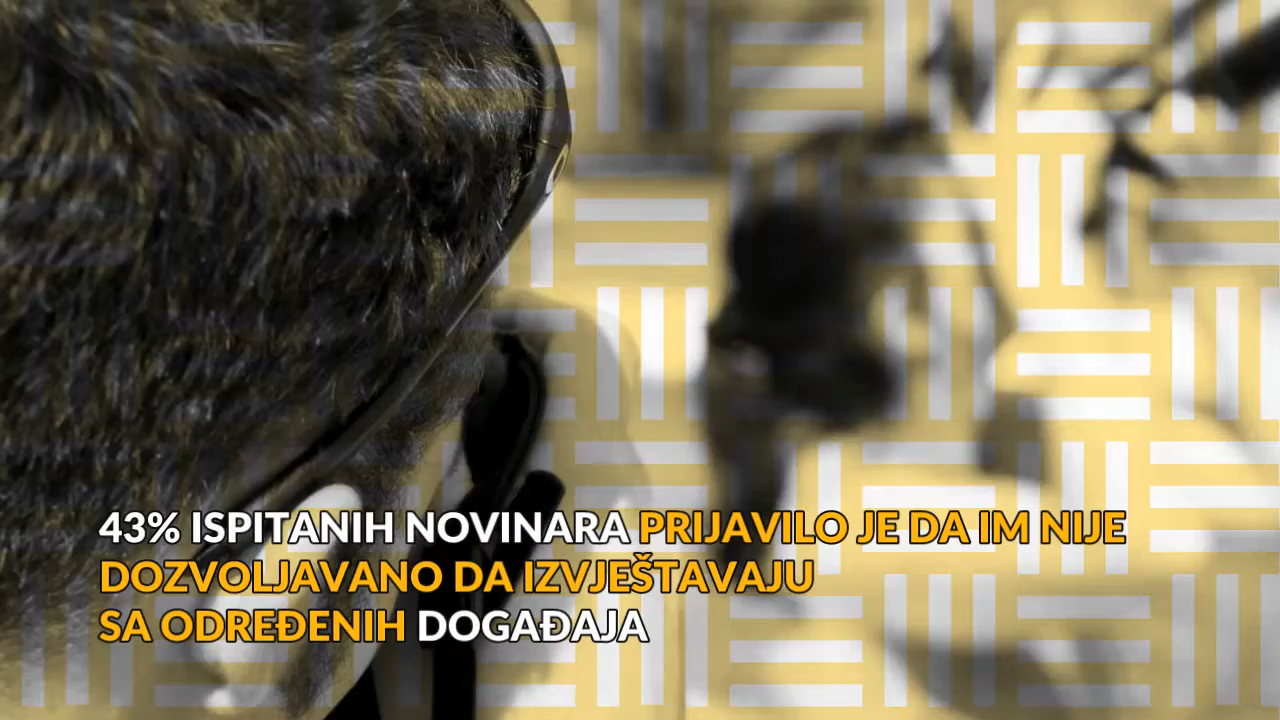 43% ISPITANIH NOVINARA PRIJAVILO JE DA IM NIJE
DOZVOLJAVANO DA IZVJEŠTAVAJU
SA ODREĐENIH DOGAĐAJA